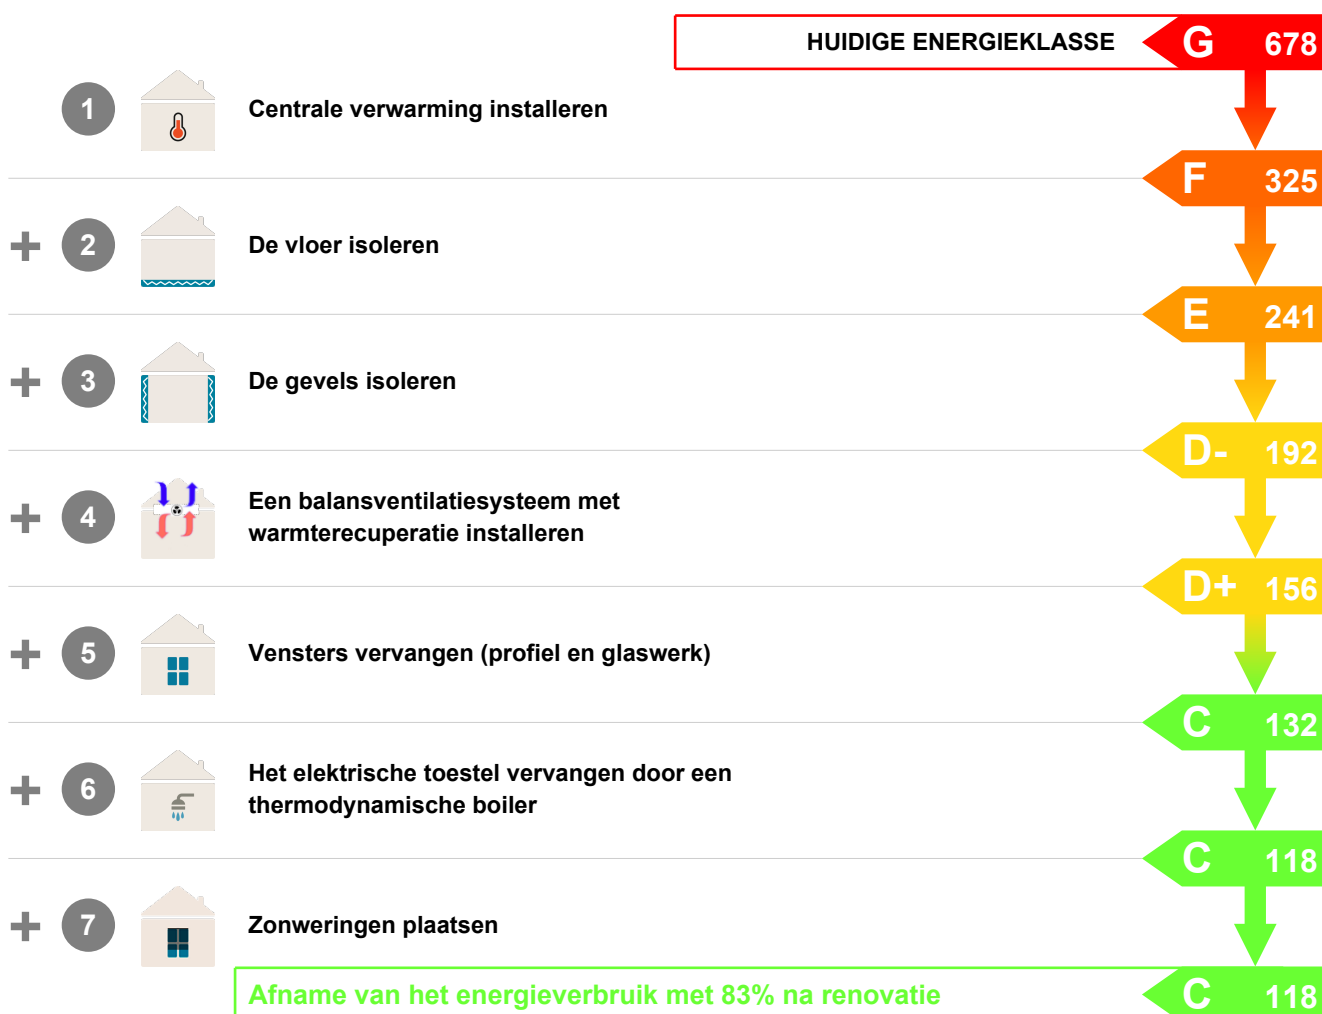 HUIDIGE ENERGIEKLASSE G 678
1 Centrale verwarming installeren
F 325
+ 2 De vloer isoleren
E 241
+ 3 De gevels isoleren
D- 192
+ 4 Een balansventilatiesysteem met
warmterecuperatie installeren
D+ 156
+ 5 Vensters vervangen (profiel en glaswerk)
C 132
+ 6 Het elektrische toestel vervangen door een
thermodynamische boiler
C 118
+ 7 Zonweringen plaatsen
Afname van het energieverbruik met 83% na renovatie C 118